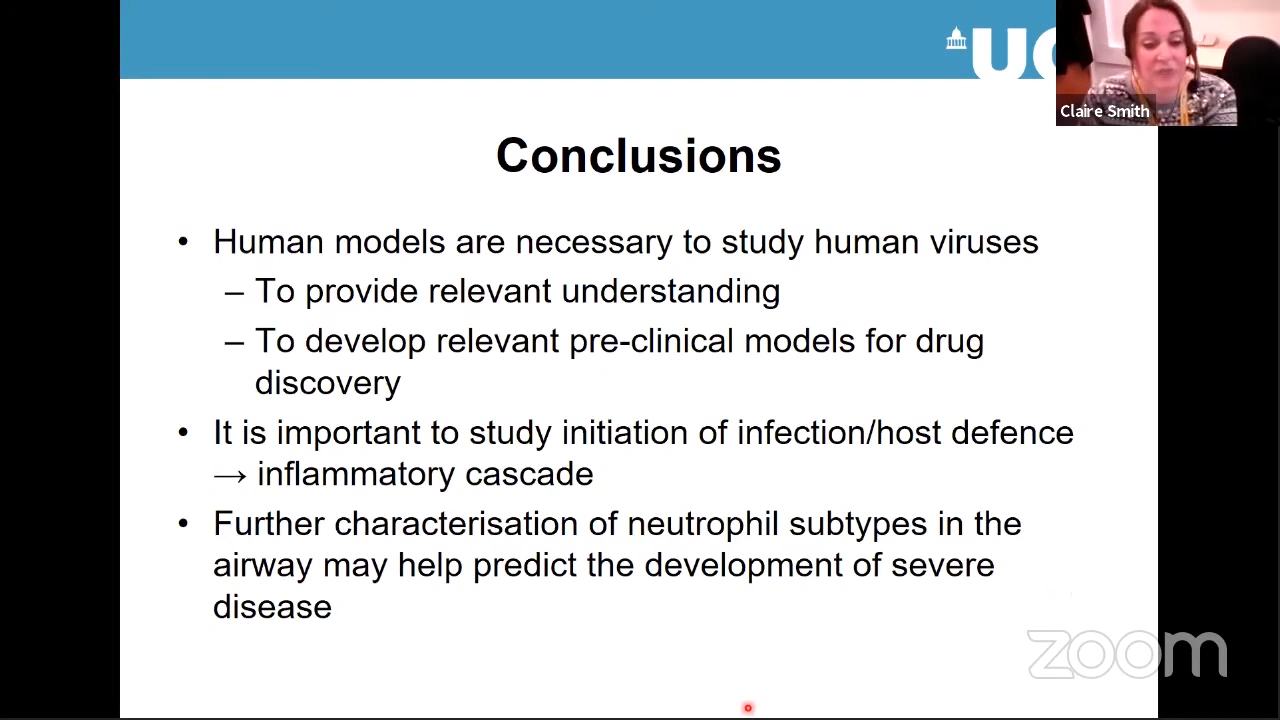 UC
Claire Smith
Conclusions
• Human models are necessary to study human viruses
– To provide relevant understanding
– To develop relevant pre-clinical models for drug
discovery
• It is important to study initiation of infection/host defence
→ inflammatory cascade
• Further characterisation of neutrophil subtypes in the
airway may help predict the development of severe
disease
zoom